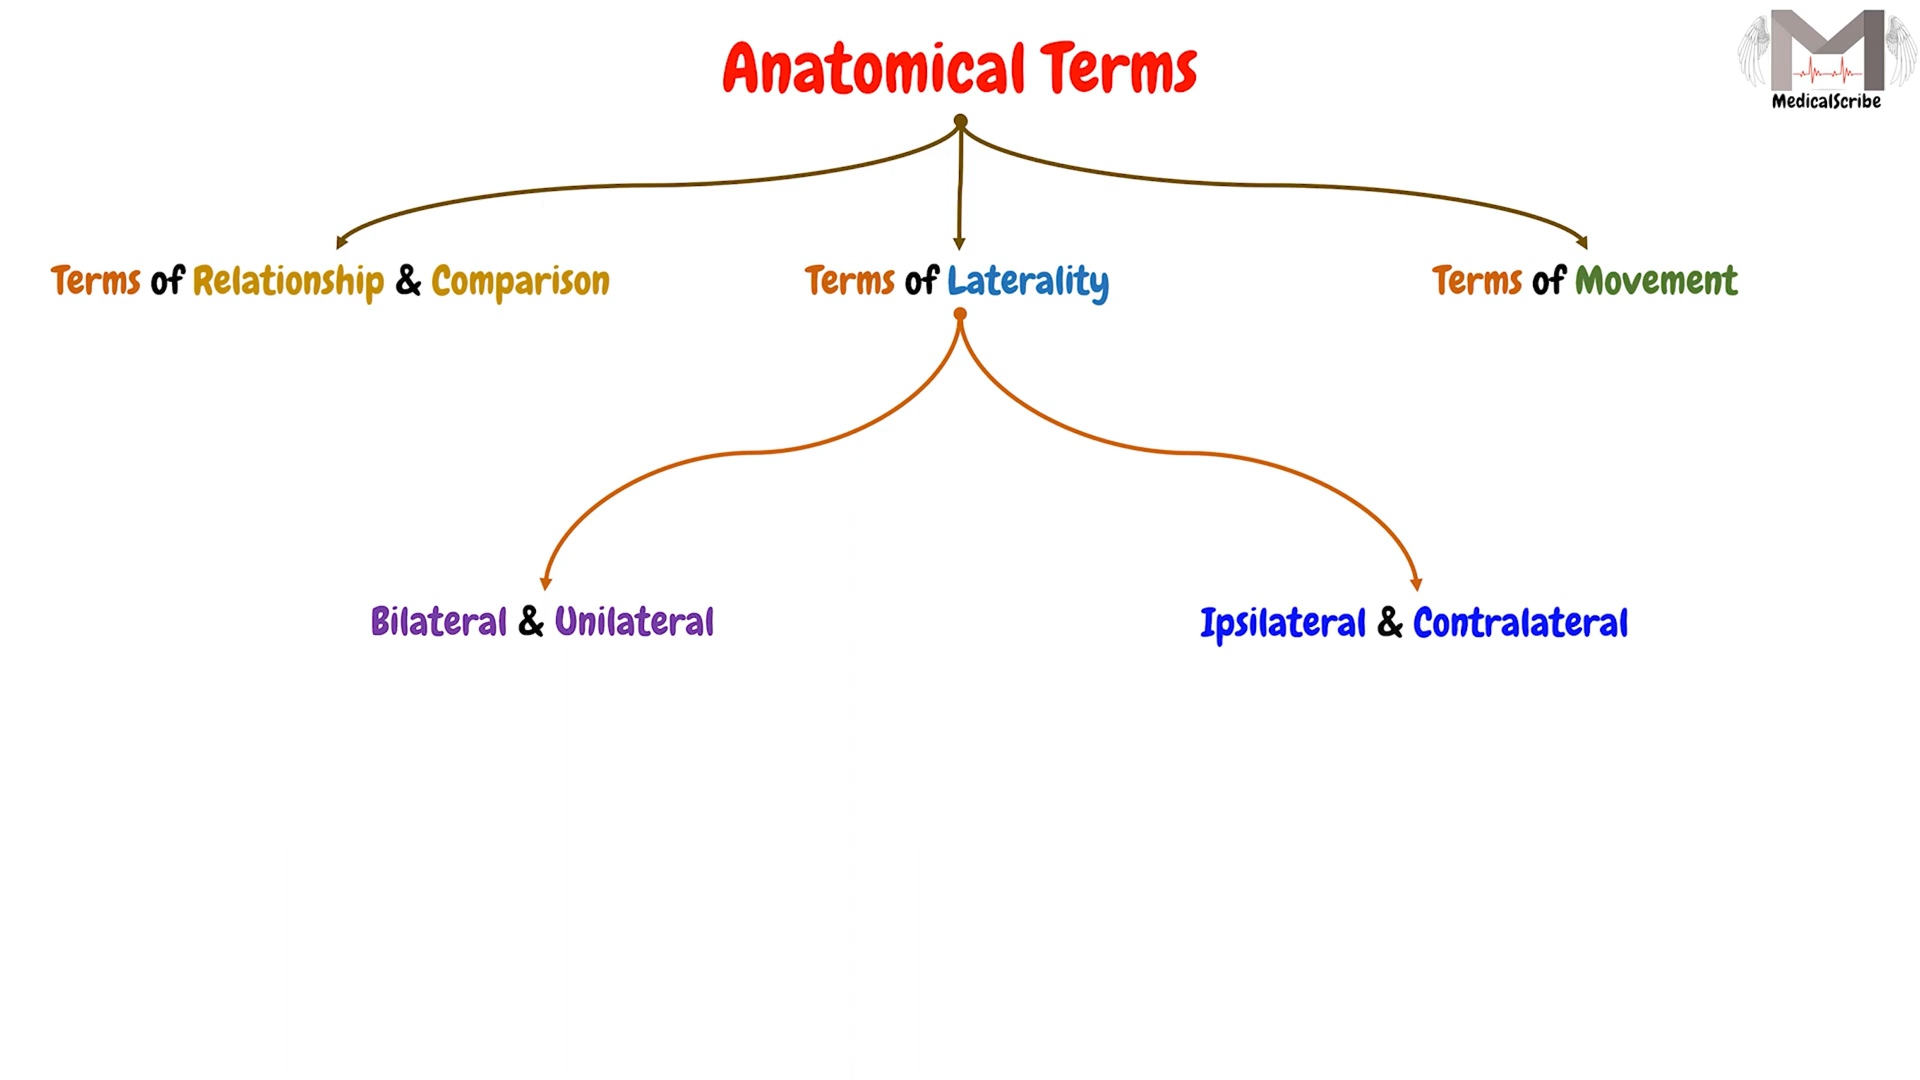 Anatomical Terms
MedicalScribe
Terms of Relationship & Comparison
Terms of Laterality
Terms of Movement
Bilateral & Unilateral
Ipsilateral & Contralateral